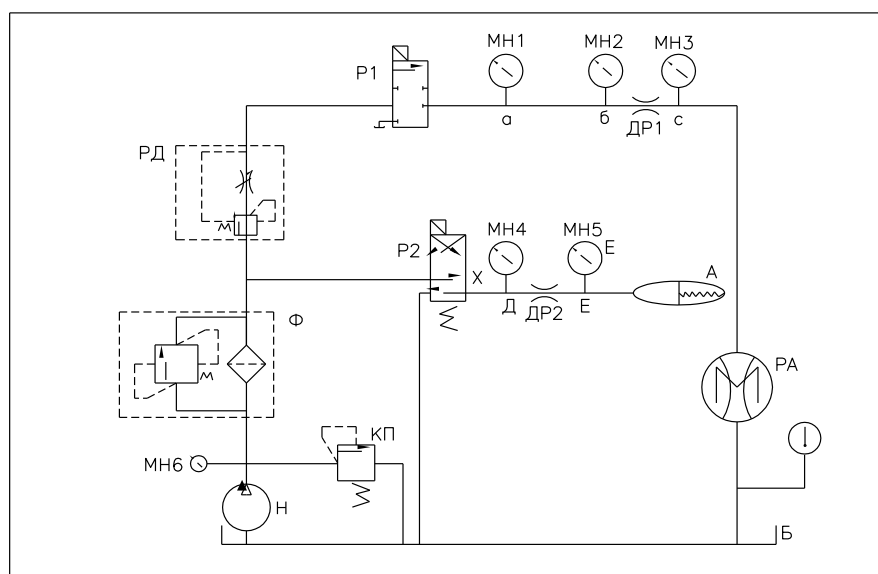 МН1
МН2
МН3
Р1
а
б
ДР1
с
РД
М
Р2
Х
МН4
МН5
Е
А
Д
ДР2
Е
Ф
М
РА
КП
МН6
Н
Б